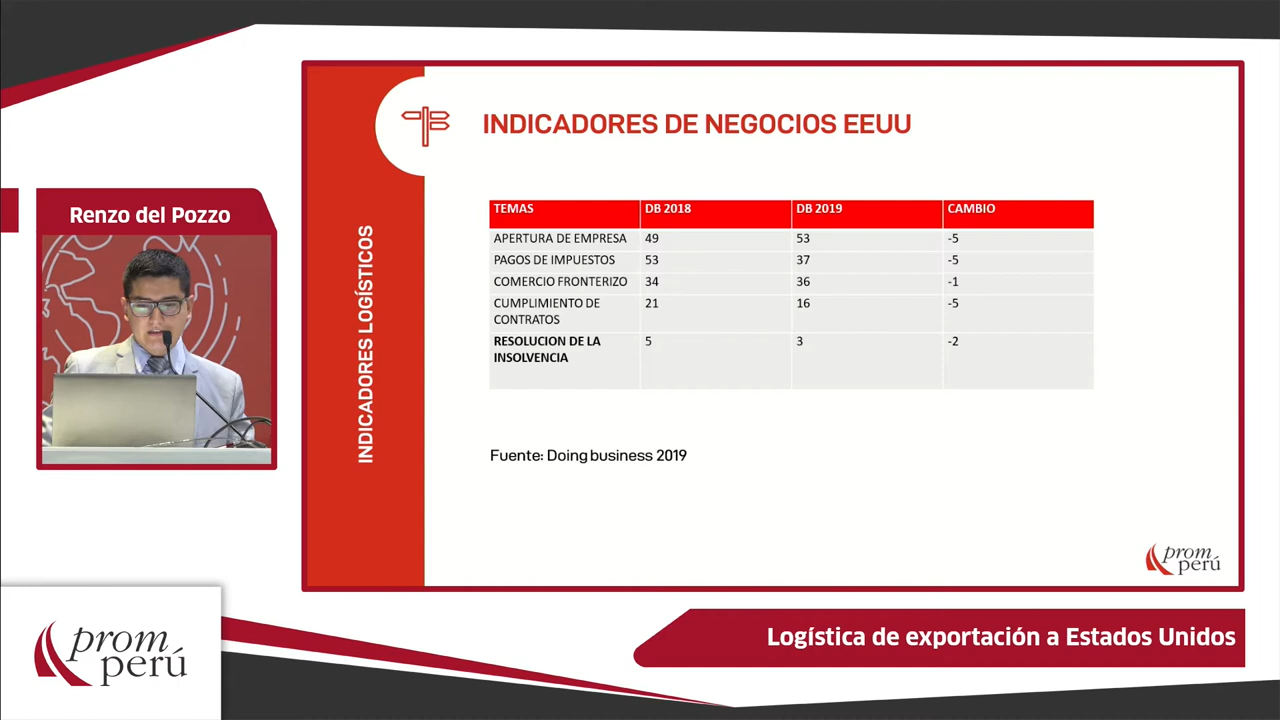 Renzo del Pozzo
INDICADORES LOGÍSTICOS
INDICADORES DE NEGOCIOS EEUU
TEMAS DB 2018 DB 2019 CAMBIO
APERTURA DE EMPRESA 49 53 -5
PAGOS DE IMPUESTOS 53 37 -5
COMERCIO FRONTERIZO 34 36 -1
CUMPLIMIENTO DE CONTRATOS 21 16 -5
RESOLUCION DE LA INSOLVENCIA 5 3 -2
Fuente: Doing business 2019
prom
perú
Logística de exportación a Estados Unidos
prom
perú